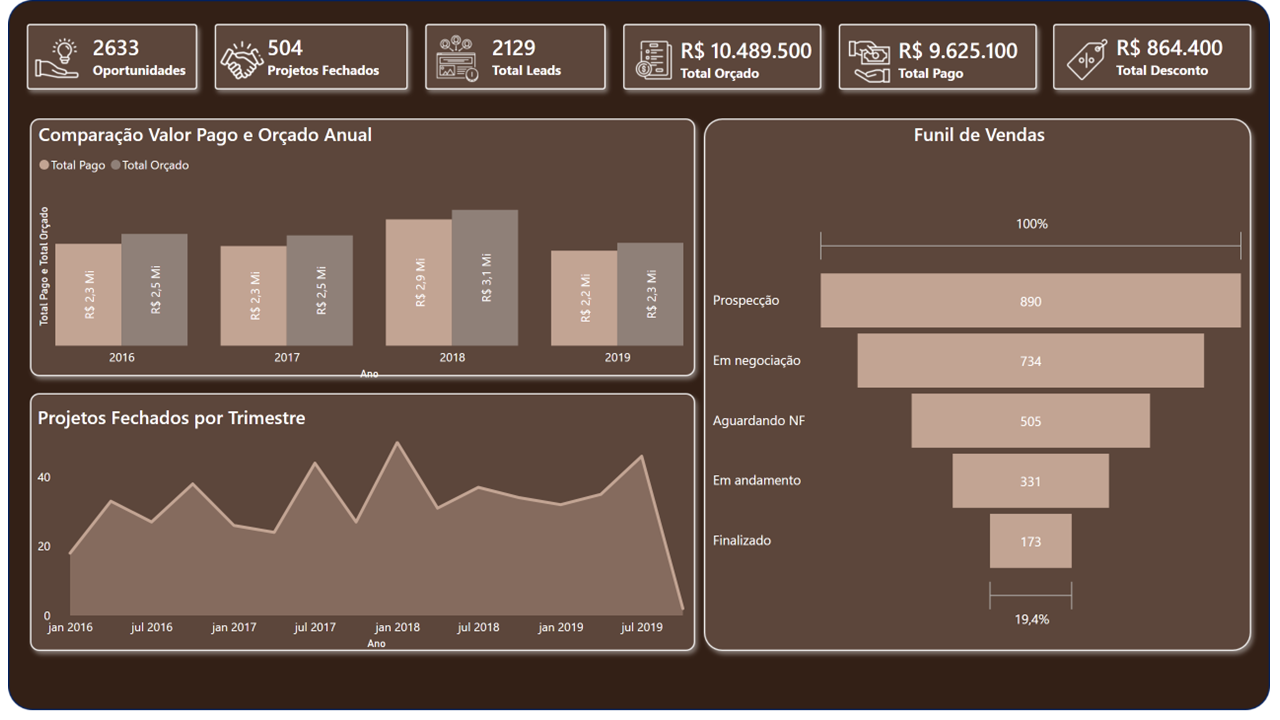 2633
Oportunidades
504
Projetos Fechados
2129
Total Leads
R$ 10.489.500
Total Orçado
R$ 9.625.100
Total Pago
R$ 864.400
Total Desconto
Comparação Valor Pago e Orçado Anual
Total Pago Total Orçado
Total Pago e Total Orçado
R$ 2,3 Mi
R$ 2,5 Mi
R$ 2,3 Mi
R$ 2,5 Mi
R$ 2,9 Mi
R$ 3,1 Mi
R$ 2,2 Mi
R$ 2,3 Mi
2016 2017 2018 2019
Ano
Projetos Fechados por Trimestre
40
20
0
jan 2016 jul 2016 jan 2017 jul 2017 jan 2018 jul 2018 jan 2019 jul 2019
Ano
Funil de Vendas
100%
Prospecção 890
Em negociação 734
Aguardando NF 505
Em andamento 331
Finalizado 173
19,4%